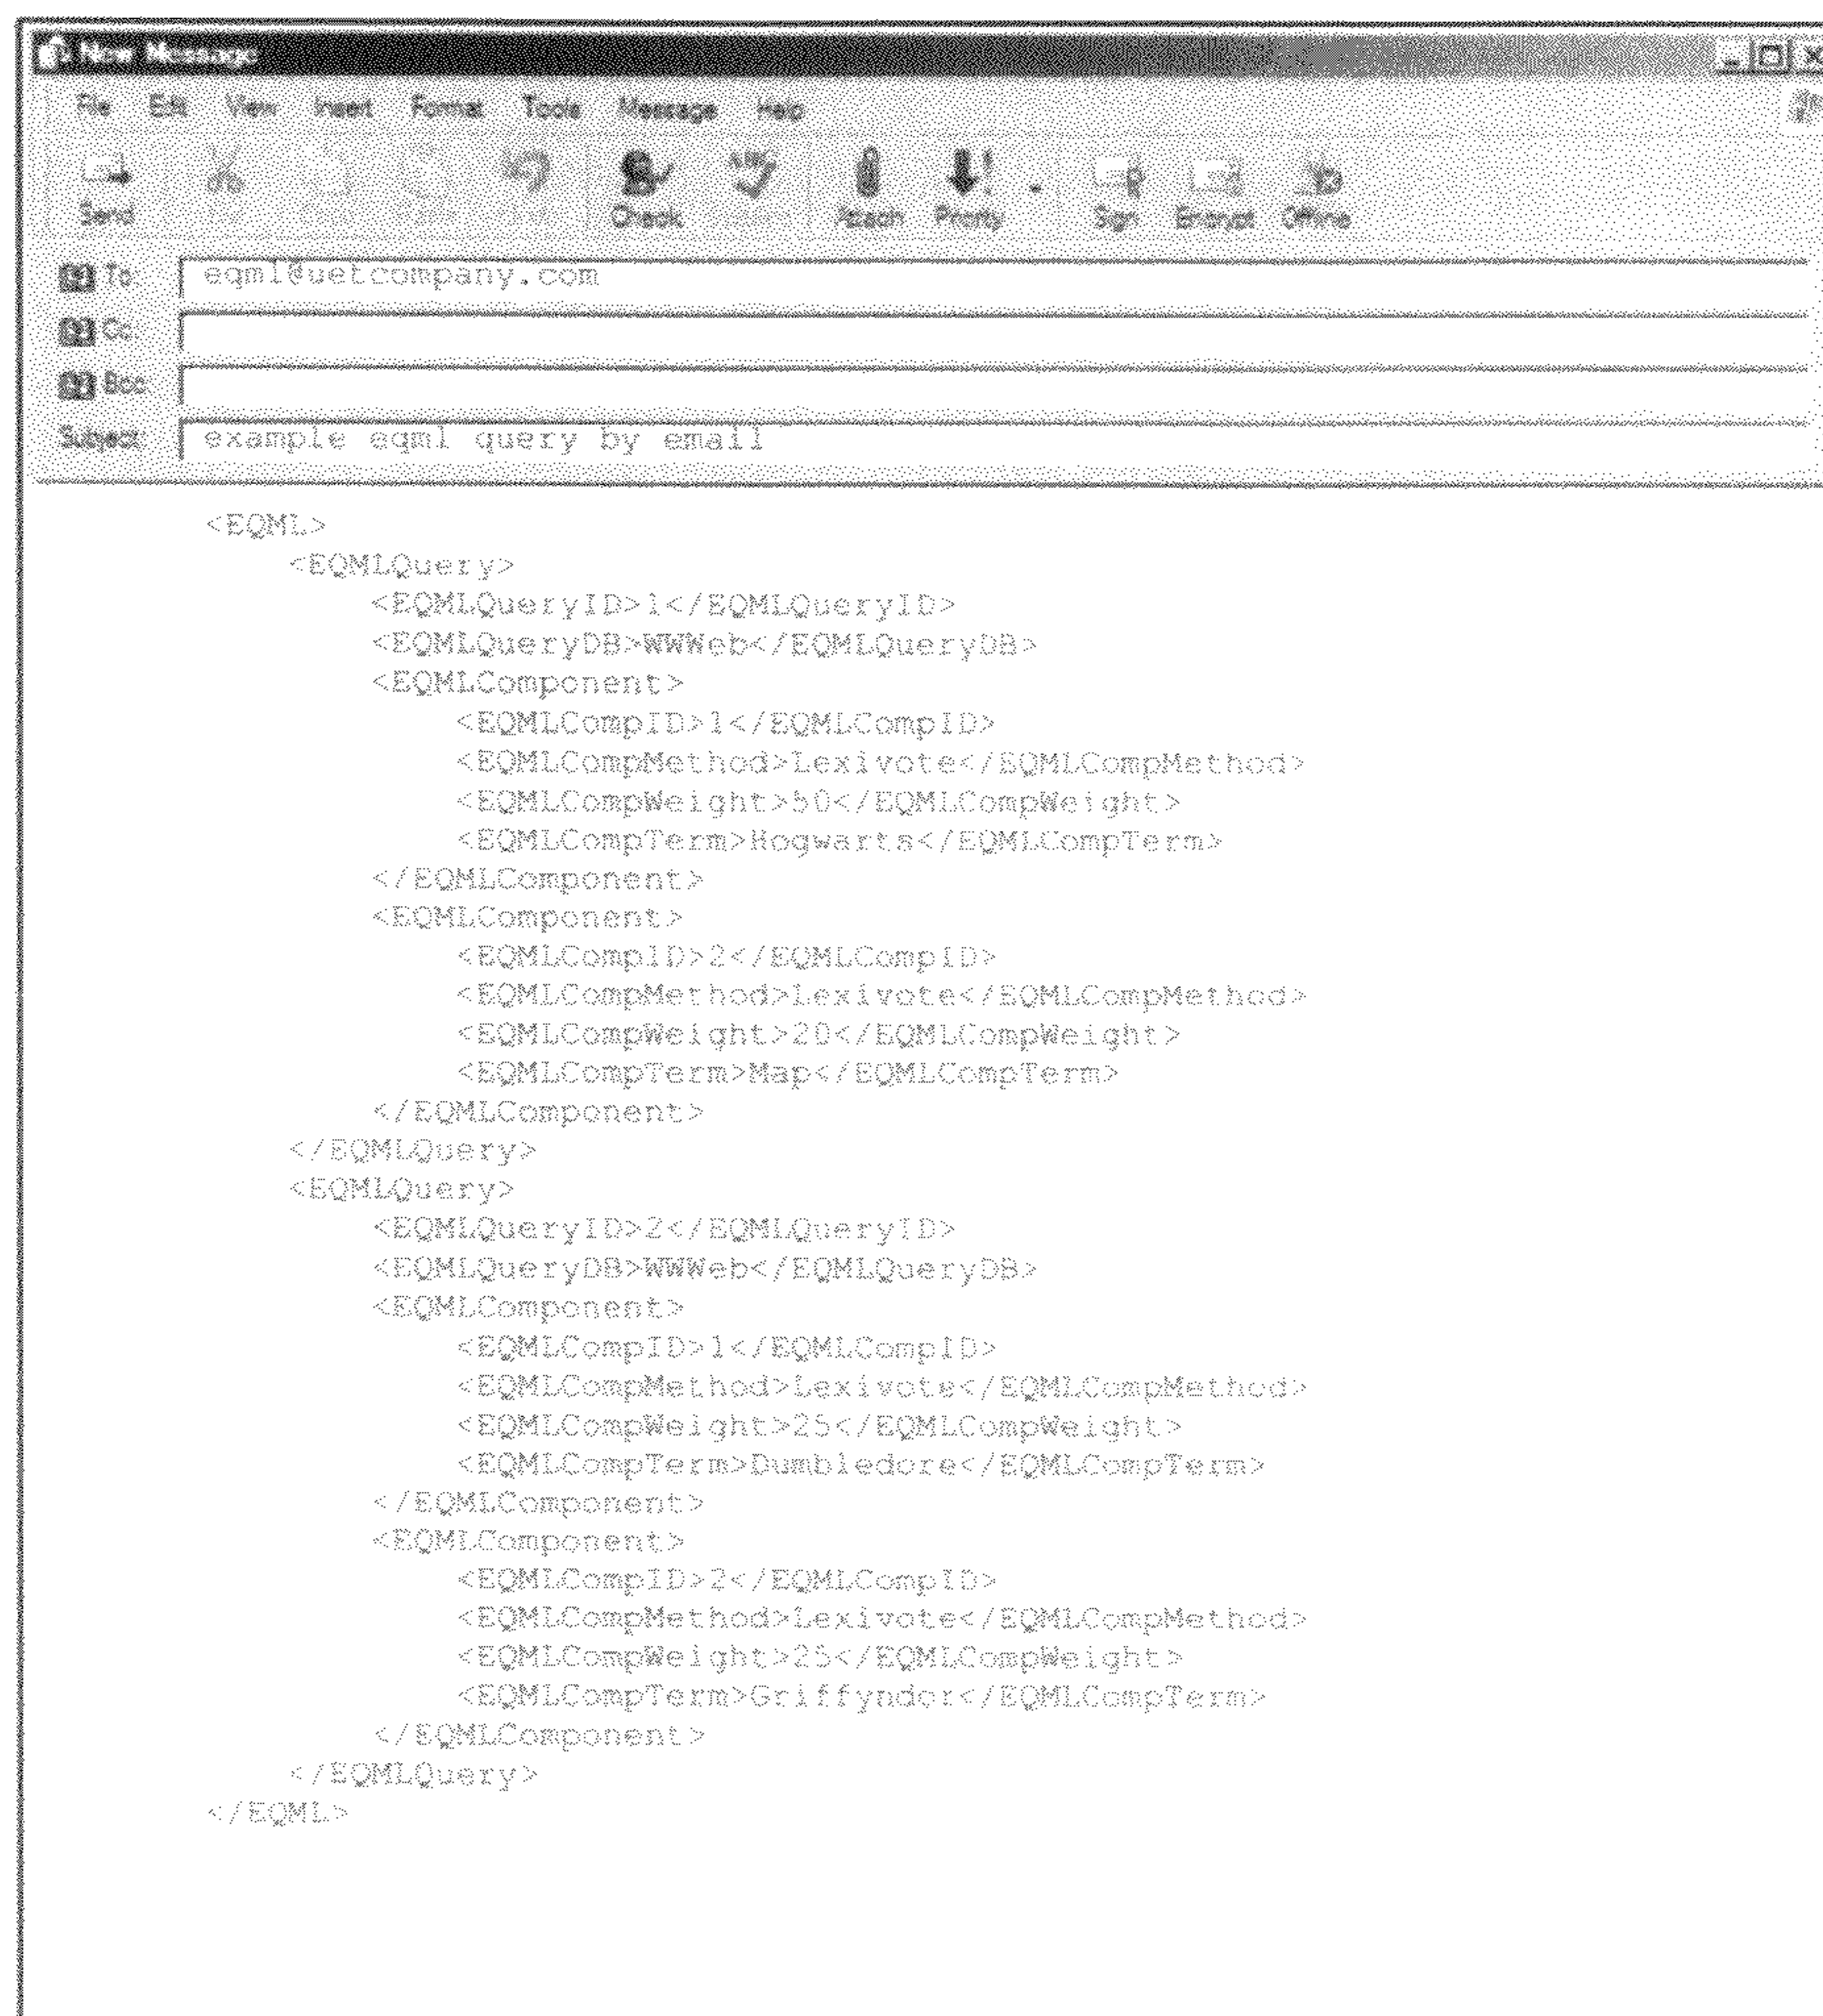 New Message
File Edit View Insert Format Tools Message Help
Send Check Attach Priority Sign Encrypt Offline
To: eqml@uetcompany.com
Cc:
Bcc:
Subject: example eqml query by email
<EQML>
<EQMLQuery>
<EQMLQueryID>1</EQMLQueryID>
<EQMLQueryDB>WWWeb</EQMLQueryDB>
<EQMLComponent>
<EQMLCompID>1</EQMLCompID>
<EQMLCompMethod>Lexivote</EQMLCompMethod>
<EQMLCompWeight>50</EQMLCompWeight>
<EQMLCompTerm>Hogwarts</EQMLCompTerm>
</EQMLComponent>
<EQMLComponent>
<EQMLCompID>2</EQMLCompID>
<EQMLCompMethod>Lexivote</EQMLCompMethod>
<EQMLCompWeight>20</EQMLCompWeight>
<EQMLCompTerm>Map</EQMLCompTerm>
</EQMLComponent>
</EQMLQuery>
<EQMLQuery>
<EQMLQueryID>2</EQMLQueryID>
<EQMLQueryDB>WWWeb</EQMLQueryDB>
<EQMLComponent>
<EQMLCompID>1</EQMLCompID>
<EQMLCompMethod>Lexivote</EQMLCompMethod>
<EQMLCompWeight>25</EQMLCompWeight>
<EQMLCompTerm>Dumbledore</EQMLCompTerm>
</EQMLComponent>
<EQMLComponent>
<EQMLCompID>2</EQMLCompID>
<EQMLCompMethod>Lexivote</EQMLCompMethod>
<EQMLCompWeight>25</EQMLCompWeight>
<EQMLCompTerm>Griffyndor</EQMLCompTerm>
</EQMLComponent>
</EQMLQuery>
</EQML>